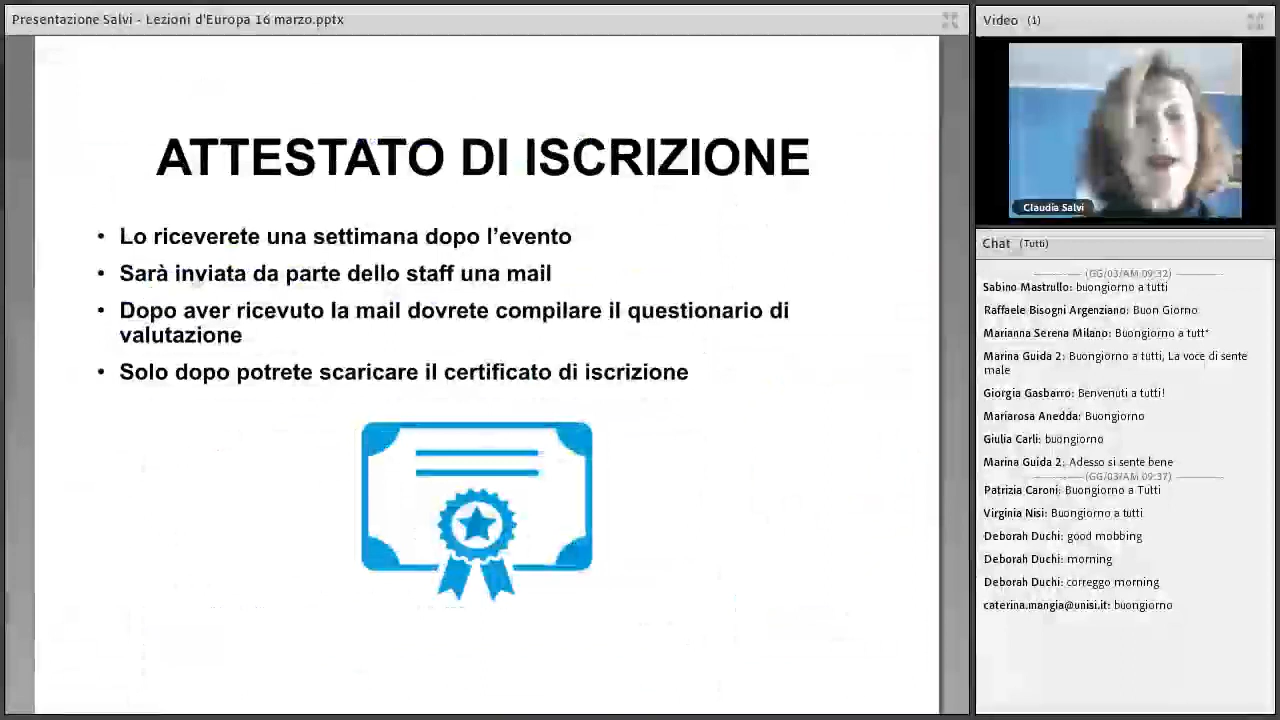 Presentazione Salvi - Lezioni d'Europa 16 marzo.pptx
ATTESTATO DI ISCRIZIONE
• Lo riceverete una settimana dopo l'evento
• Sarà inviata da parte dello staff una mail
• Dopo aver ricevuto la mail dovrete compilare il questionario di
valutazione
• Solo dopo potrete scaricare il certificato di iscrizione
Video (1)
Claudia Salvi
Chat (Tutti)
(GG/03/AM 09:32)
Sabino Mastrullo: buongiorno a tutti
Raffaele Bisogni Argenziano: Buon Giorno
Marianna Serena Milano: Buongiorno a tutt*
Marina Guida 2: Buongiorno a tutti, La voce di sente
male
Giorgia Gasbarro: Benvenuti a tutti!
Mariarosa Anedda: Buongiorno
Giulia Carli: buongiorno
Marina Guida 2: Adesso si sente bene
(GG/03/AM 09:37)
Patrizia Caroni: Buongiorno a Tutti
Virginia Nisi: Buongiorno a tutti
Deborah Duchi: good mobbing
Deborah Duchi: morning
Deborah Duchi: correggo morning
caterina.mangia@unisi.it: buongiorno